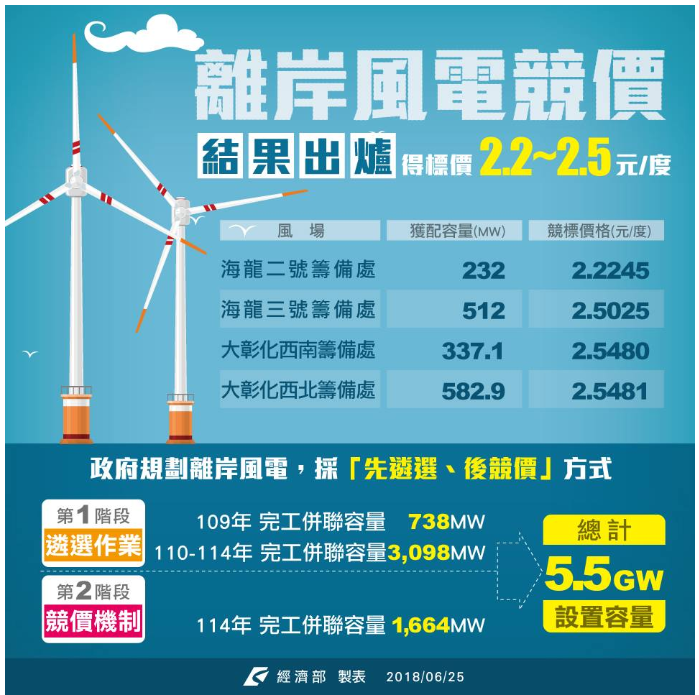 離岸風電競價
結果出爐 得標價 2.2~2.5 元/度
風場 獲配容量(MW) 競標價格(元/度)
海龍二號籌備處 232 2.2245
海龍三號籌備處 512 2.5025
大彰化西南籌備處 337.1 2.5480
大彰化西北籌備處 582.9 2.5481
政府規劃離岸風電，採「先遴選、後競價」方式
第1階段
遴選作業
109年 完工併聯容量 738MW
110-114年 完工併聯容量3,098MW
第2階段
競價機制
114年 完工併聯容量 1,664MW
總計
5.5GW
設置容量
經濟部 製表 2018/06/25